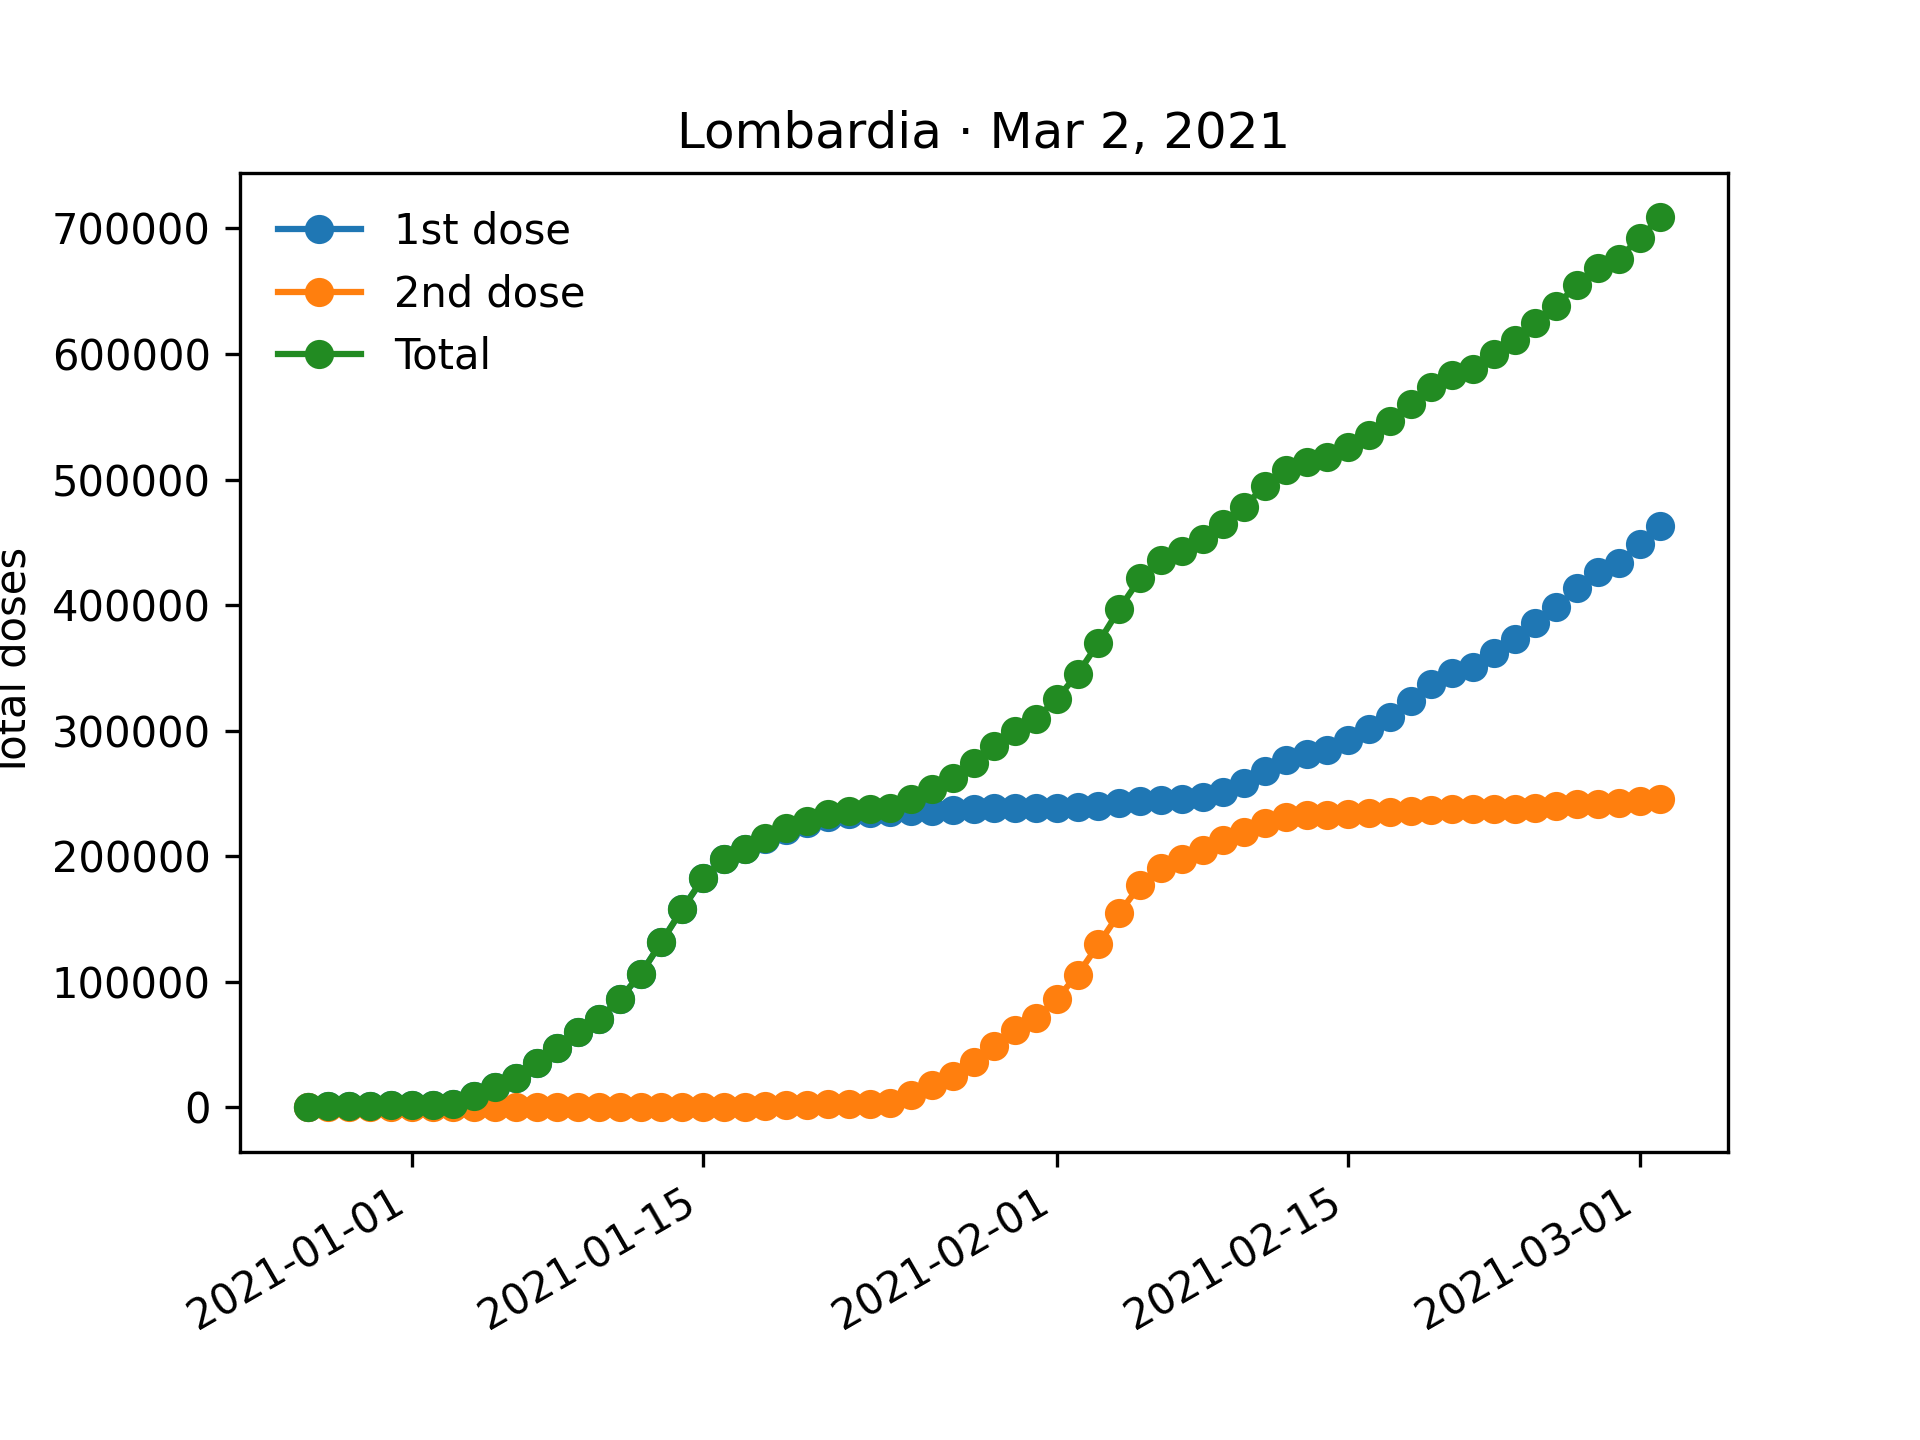 Lombardia · Mar 2, 2021
1st dose
2nd dose
Total
Total doses
700000
600000
500000
400000
300000
200000
100000
0
2021-01-01
2021-01-15
2021-02-01
2021-02-15
2021-03-01